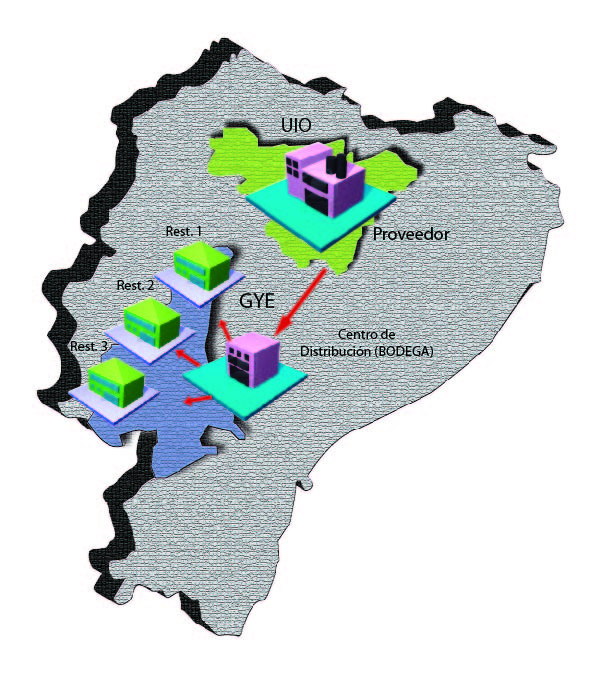 UIO
Proveedor
Rest. 1
GYE
Rest. 2
Centro de
Distribución (BODEGA)
Rest. 3